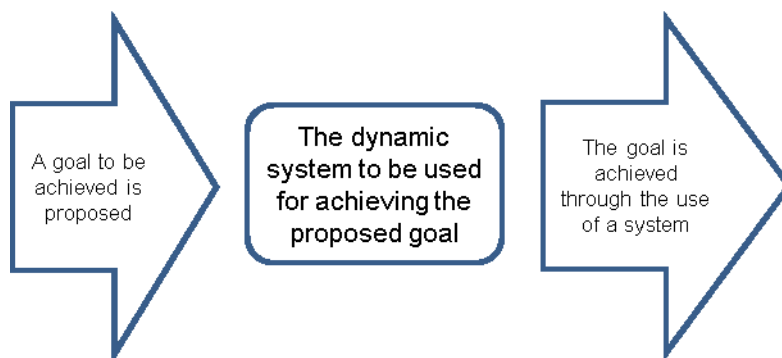 A goal to be
achieved is
proposed
The dynamic
system to be used
for achieving the
proposed goal
The goal is
achieved
through the use
of a system